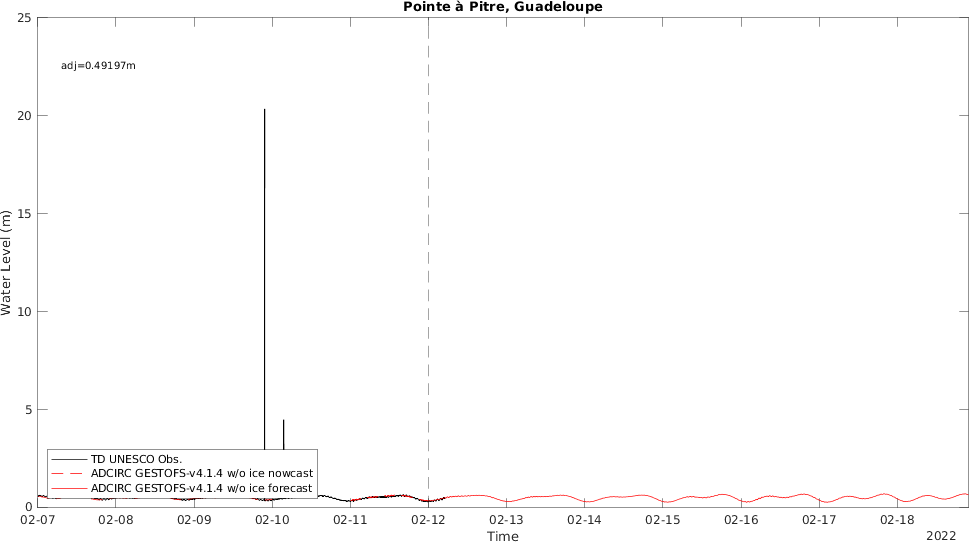 Pointe à Pitre, Guadeloupe
25
adj=0.49197m
20
15
Water Level (m)
10
5
TD UNESCO Obs.
ADCIRC GESTOFS-v4.1.4 w/o ice nowcast
ADCIRC GESTOFS-v4.1.4 w/o ice forecast
0
02-07 02-08 02-09 02-10 02-11 02-12 02-13 02-14 02-15 02-16 02-17 02-18
Time
2022